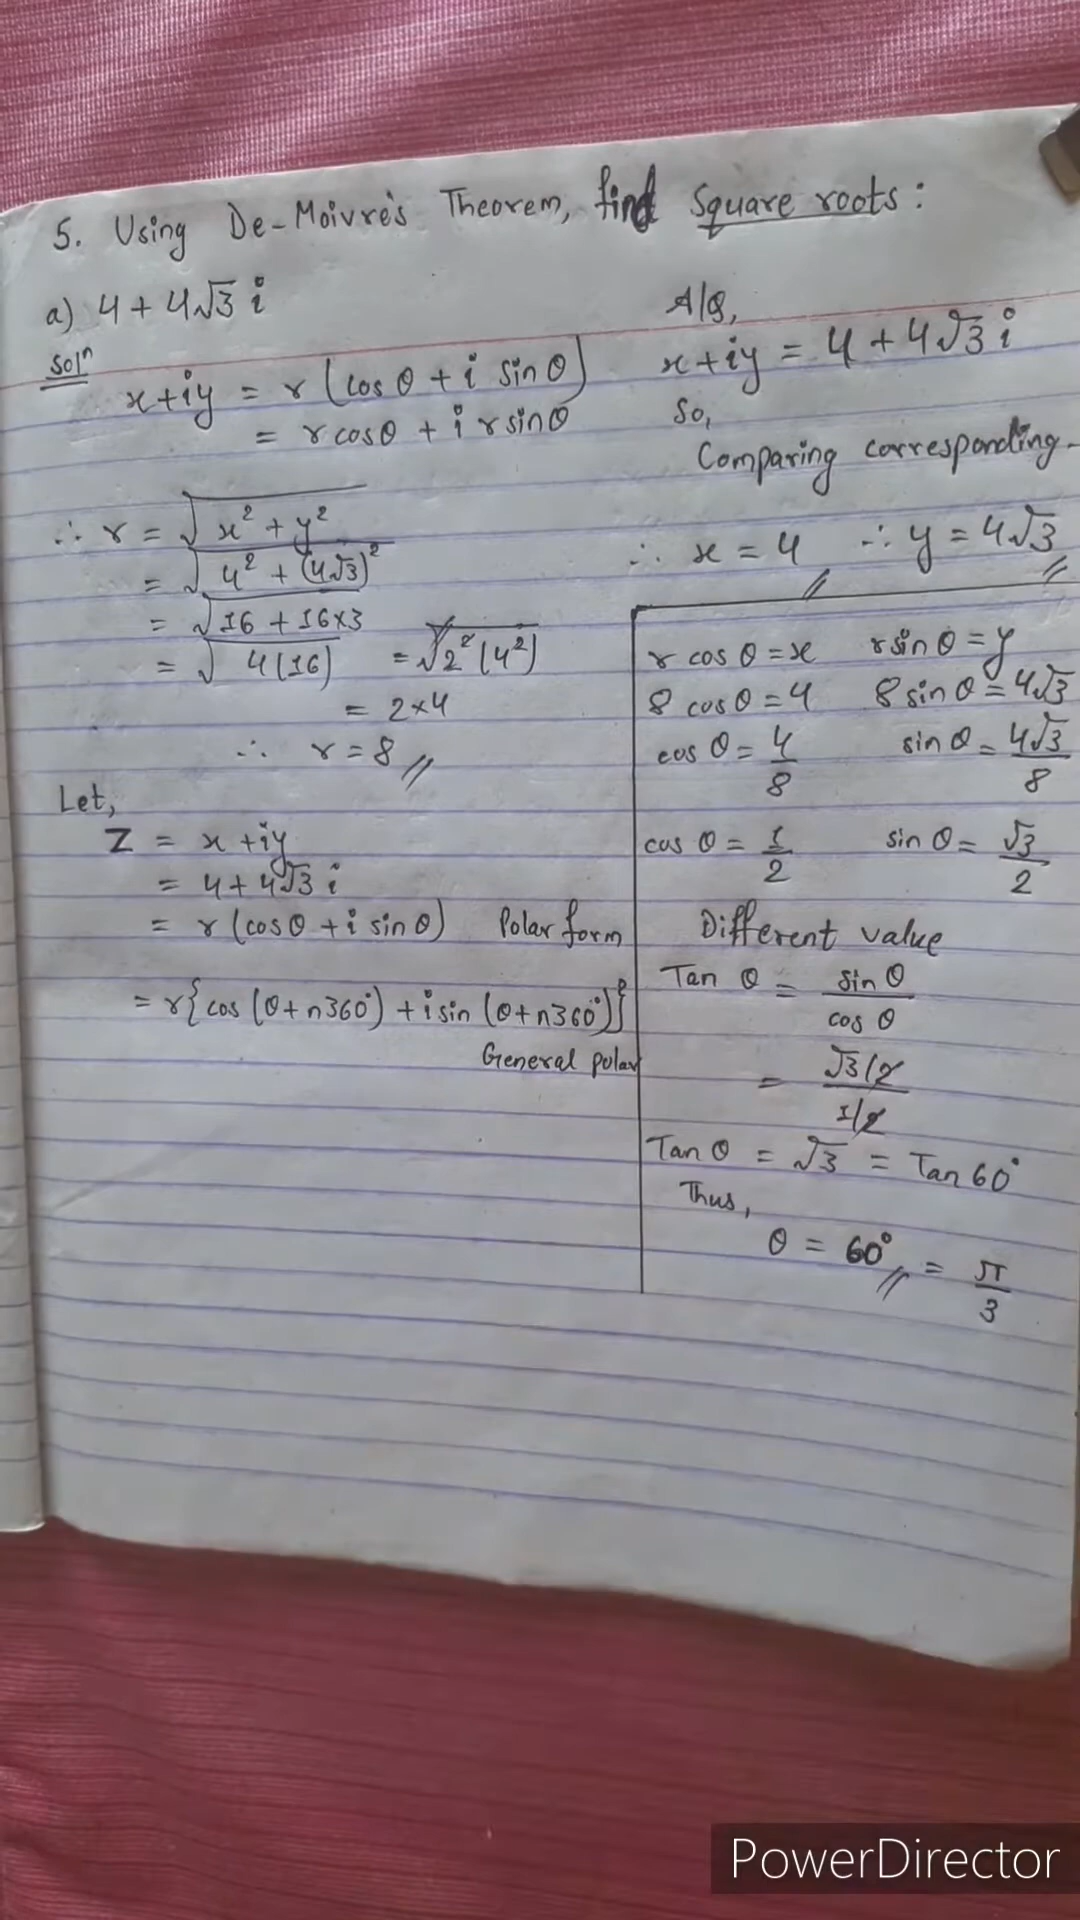 5. Using De-Moivre's Theorem, find Square roots:
a) 4 + 4√3 i
Solⁿ
x+iy = r (cos θ + i sin θ)
= r cos θ + i r sin θ
∴ r = √x² + y²
= √4² + (4√3)²
= √16 + 16×3
= √4(16) = √2²(4²)
= 2×4
∴ r = 8
Let,
Z = x + iy
= 4 + 4√3 i
= r (cos θ + i sin θ) Polar form
= r{cos (θ + n360°) + i sin (θ + n360°)}
General polar
A/Q,
x+iy = 4 + 4√3 i
So,
Comparing corresponding-
∴ x = 4 ∴ y = 4√3
r cos θ = x r sin θ = y
8 cos θ = 4 8 sin θ = 4√3
cos θ = 4/8 sin θ = 4√3/8
cos θ = 1/2 sin θ = √3/2
Different value
Tan θ = sin θ/cos θ
= √3/2 / 1/2
Tan θ = √3 = Tan 60°
Thus,
θ = 60° = π/3
PowerDirector